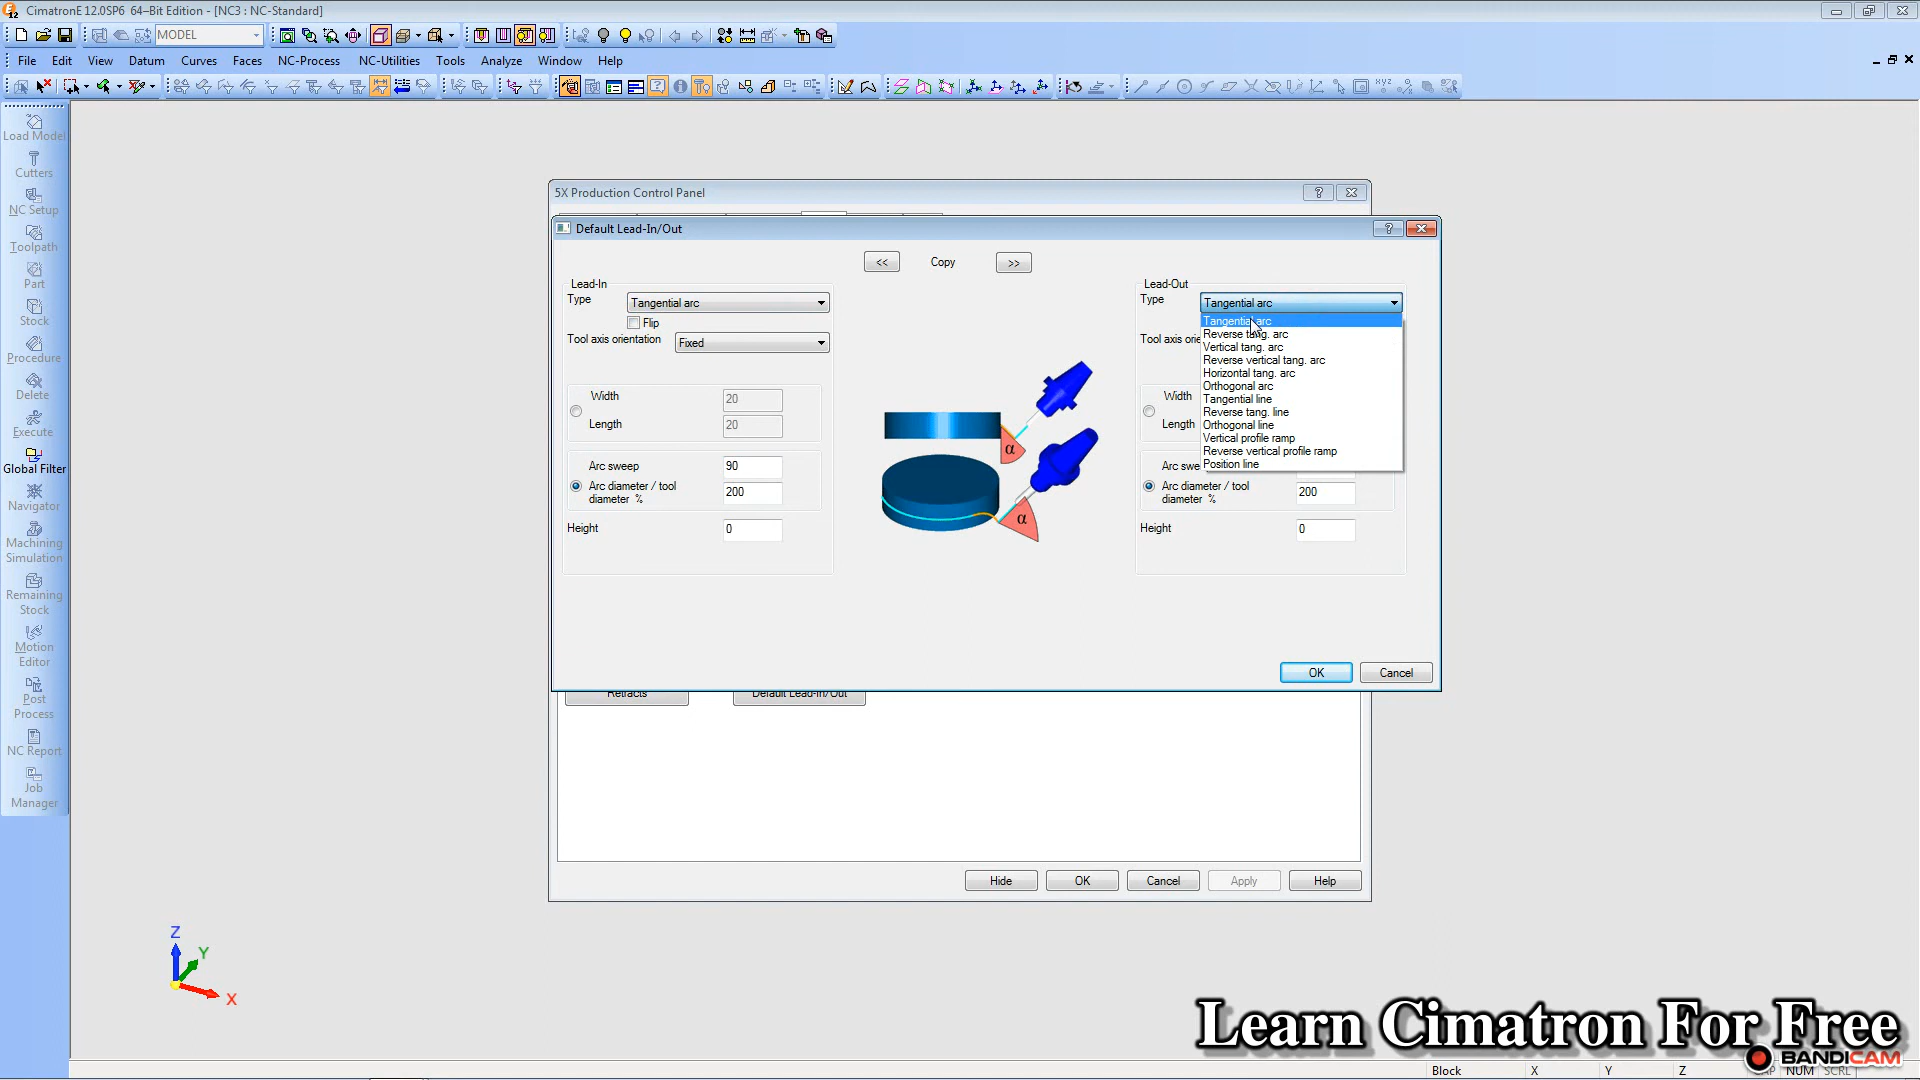 CimatronE 12.0SP6 64–Bit Edition - [NC3 : NC-Standard]
MODEL
File Edit View Datum Curves Faces NC-Process NC-Utilities Tools Analyze Window Help
Load Model
Cutters
NC Setup
Toolpath
Part
Stock
Procedure
Delete
Execute
Global Filter
Navigator
Machining
Simulation
Remaining
Stock
Motion
Editor
Post
Process
NC Report
Job
Manager
5X Production Control Panel
Default Lead-In/Out
<< Copy >>
Lead-In
Type Tangential arc
Flip
Tool axis orientation Fixed
Width 20
Length 20
Arc sweep 90
Arc diameter / tool
diameter % 200
Height 0
α
α
Lead-Out
Type Tangential arc
Tangential arc
Reverse tang. arc
Vertical tang. arc
Reverse vertical tang. arc
Horizontal tang. arc
Orthogonal arc
Tangential line
Reverse tang. line
Orthogonal line
Vertical profile ramp
Reverse vertical profile ramp
Position line
Tool axis orie
Width
Length
Arc swe
Arc diameter / tool
diameter % 200
Height 0
OK Cancel
Retracts Default Lead-In/Out
Hide OK Cancel Apply Help
Z
Y
X
Learn Cimatron For Free
BANDICAM
Block X Y Z CAP NUM SCRL